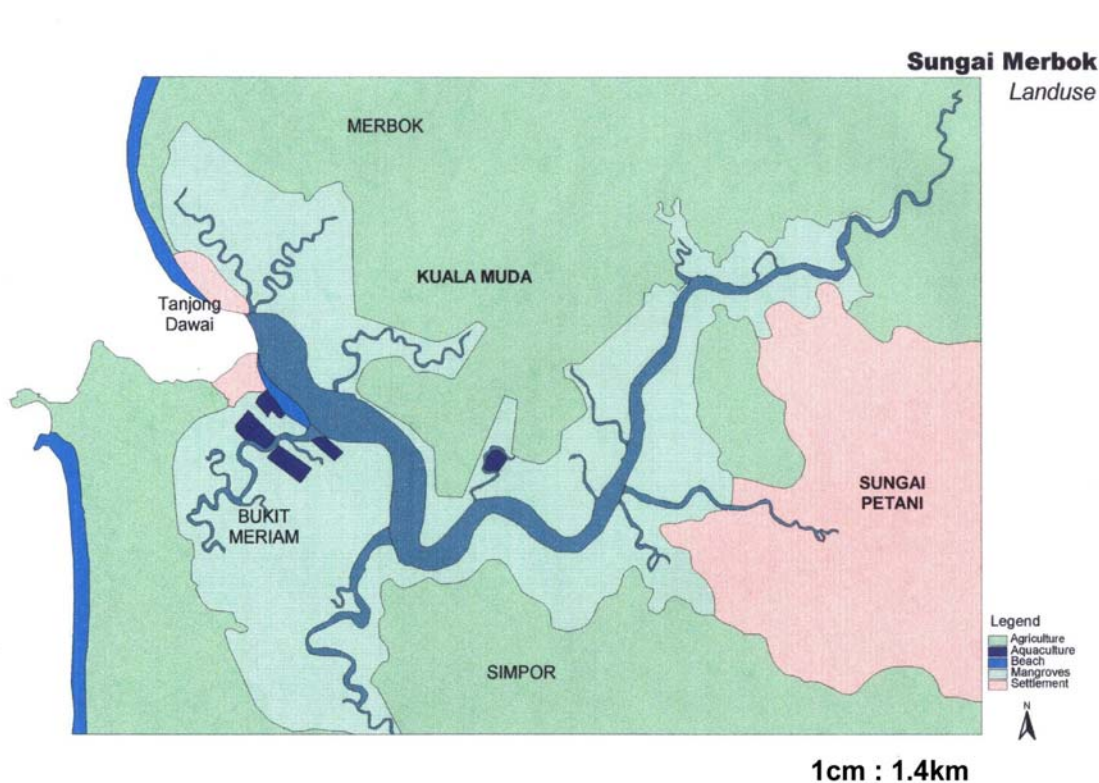 Sungai Merbok
Landuse
MERBOK
KUALA MUDA
Tanjong
Dawai
SUNGAI
PETANI
BUKIT
MERIAM
SIMPOR
Legend
Agriculture
Aquaculture
Beach
Mangroves
Settlement
N
1cm : 1.4km